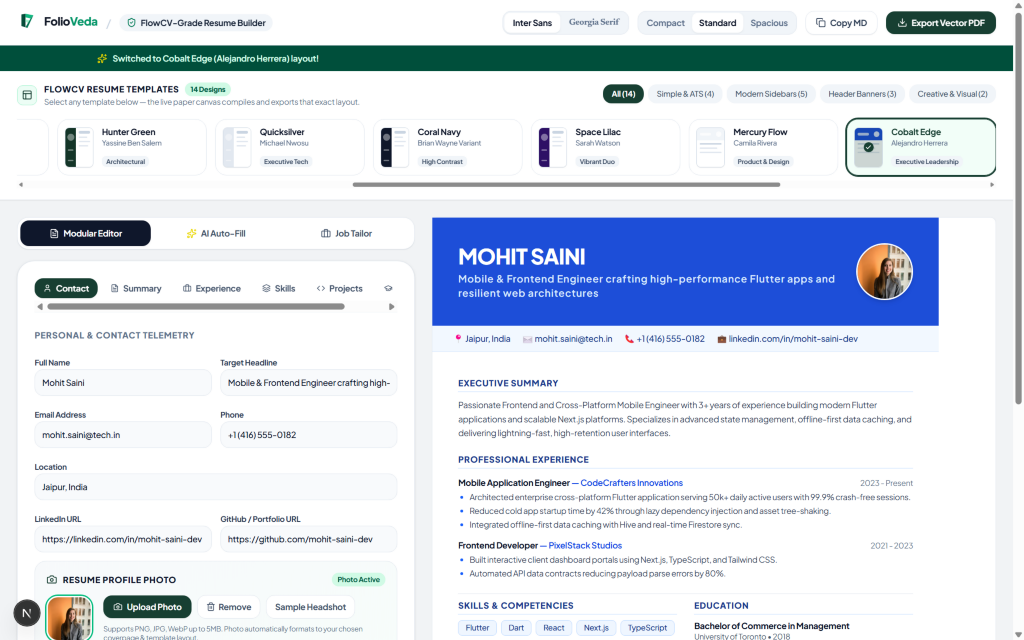 FolioVeda
/
FlowCV-Grade Resume Builder
Inter Sans
Georgia Serif
Compact
Standard
Spacious
Copy MD
Export Vector PDF
Switched to Cobalt Edge (Alejandro Herrera) layout!
FLOWCV RESUME TEMPLATES
14 Designs
Select any template below — the live paper canvas compiles and exports that exact layout.
All (14)
Simple & ATS (4)
Modern Sidebars (5)
Header Banners (3)
Creative & Visual (2)
Hunter Green
Yassine Ben Salem
Architectural
Quicksilver
Michael Nwosu
Executive Tech
Coral Navy
Brian Wayne Variant
High Contrast
Space Lilac
Sarah Watson
Vibrant Duo
Mercury Flow
Camila Rivera
Product & Design
Cobalt Edge
Alejandro Herrera
Executive Leadership
Modular Editor
AI Auto-Fill
Job Tailor
Contact
Summary
Experience
Skills
Projects
PERSONAL & CONTACT TELEMETRY
Full Name
Target Headline
Mohit Saini
Mobile & Frontend Engineer crafting high-
Email Address
Phone
mohit.saini@tech.in
+1 (416) 555-0182
Location
Jaipur, India
LinkedIn URL
GitHub / Portfolio URL
https://linkedin.com/in/mohit-saini-dev
https://github.com/mohit-saini-dev
RESUME PROFILE PHOTO
Photo Active
Upload Photo
Remove
Sample Headshot
Supports PNG, JPG, WebP up to 5MB. Photo automatically formats to your chosen
coverage & template layout.
N
MOHIT SAINI
Mobile & Frontend Engineer crafting high-performance Flutter apps and
resilient web architectures
Jaipur, India
mohit.saini@tech.in
+1 (416) 555-0182
linkedin.com/in/mohit-saini-dev
EXECUTIVE SUMMARY
Passionate Frontend and Cross-Platform Mobile Engineer with 3+ years of experience building modern Flutter
applications and scalable Next.js platforms. Specializes in advanced state management, offline-first data caching, and
delivering lightning-fast, high-retention user interfaces.
PROFESSIONAL EXPERIENCE
Mobile Application Engineer — CodeCrafters Innovations
2023 - Present
• Architected enterprise cross-platform Flutter application serving 50k+ daily active users with 99.9% crash-free sessions.
• Reduced cold app startup time by 42% through lazy dependency injection and asset tree-shaking.
• Integrated offline-first data caching with Hive and real-time Firestore sync.
Frontend Developer — PixelStack Studios
2021 - 2023
• Built interactive client dashboard portals using Next.js, TypeScript, and Tailwind CSS.
• Automated API data contracts reducing payload parse errors by 80%.
SKILLS & COMPETENCIES
Flutter
Dart
React
Next.js
TypeScript
EDUCATION
Bachelor of Commerce in Management
University of Toronto • 2018